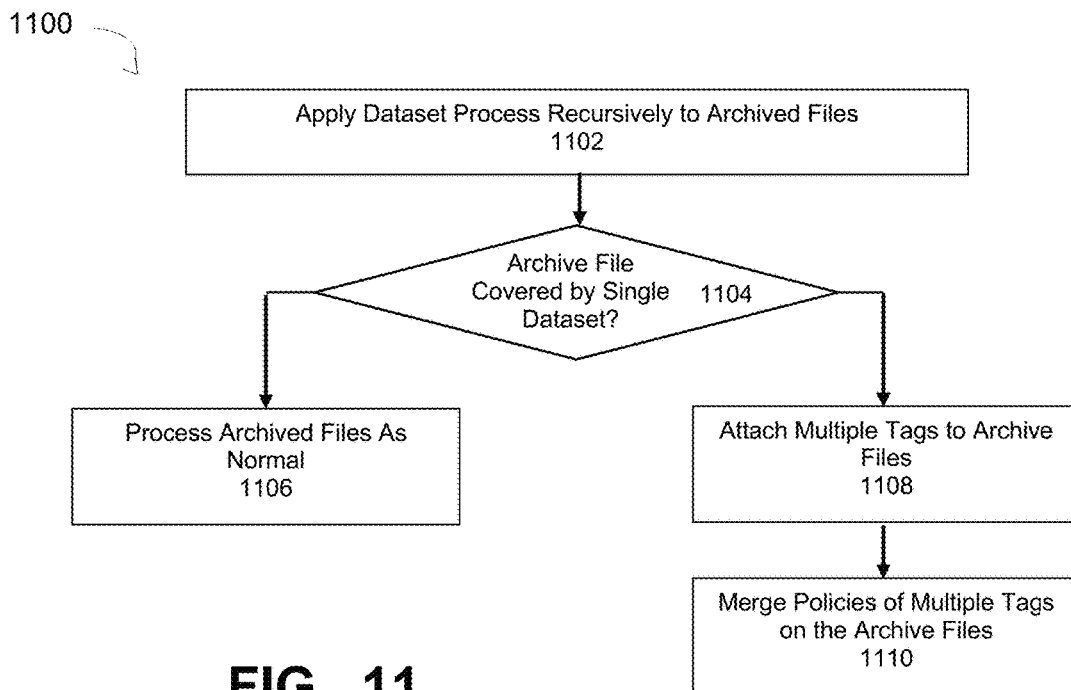 1100
Apply Dataset Process Recursively to Archived Files
1102
Archive File
Covered by Single
Dataset?
1104
Process Archived Files As
Normal
1106
Attach Multiple Tags to Archive
Files
1108
Merge Policies of Multiple Tags
on the Archive Files
1110
FIG. 11